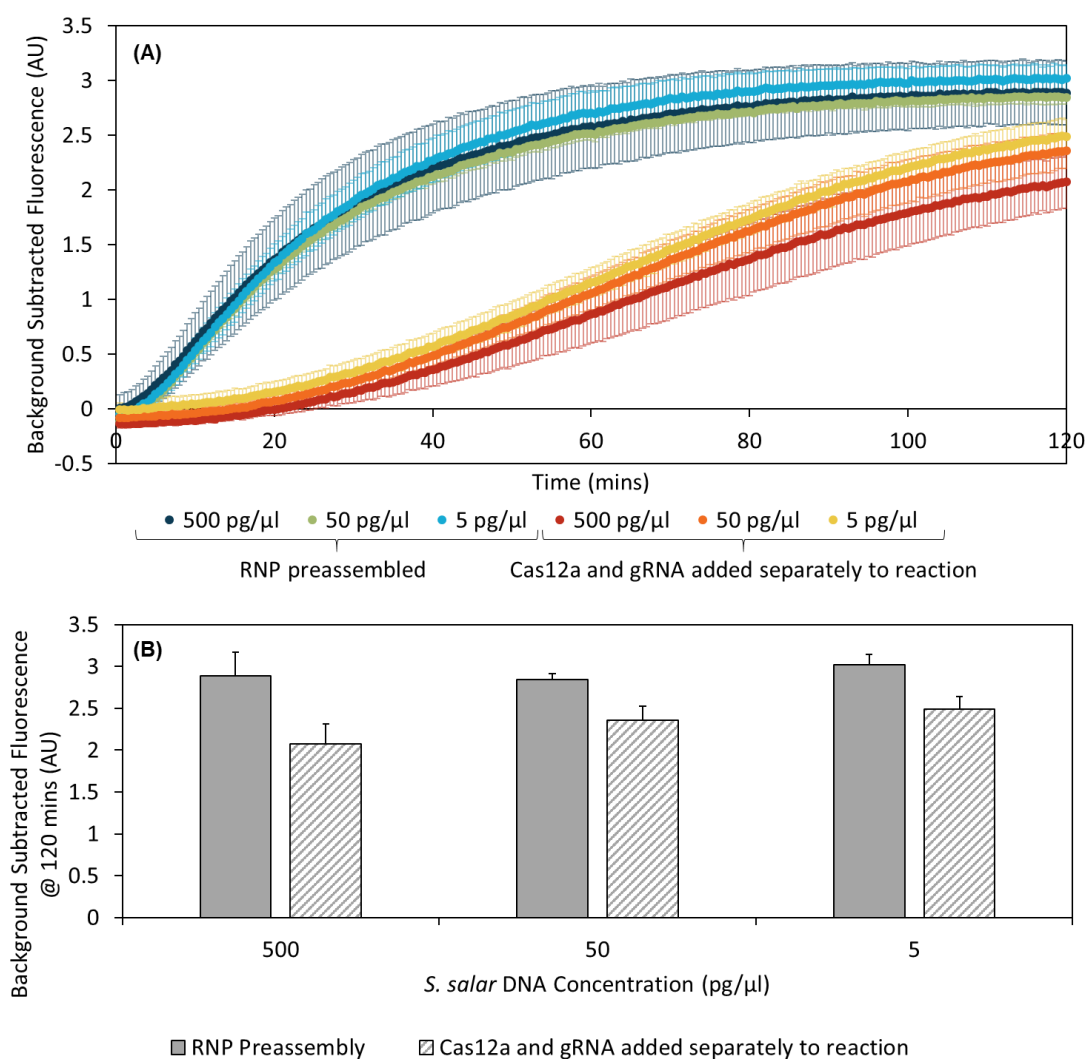 (A)
Background Subtracted Fluorescence (AU)
3.5
3
2.5
2
1.5
1
0.5
0
-0.5
0 20 40 60 80 100 120
Time (mins)
500 pg/µl 50 pg/µl 5 pg/µl 500 pg/µl 50 pg/µl 5 pg/µl
RNP preassembled Cas12a and gRNA added separately to reaction
(B)
Background Subtracted Fluorescence
@ 120 mins (AU)
3.5
3
2.5
2
1.5
1
0.5
0
500 50 5
S. salar DNA Concentration (pg/µl)
RNP Preassembly Cas12a and gRNA added separately to reaction